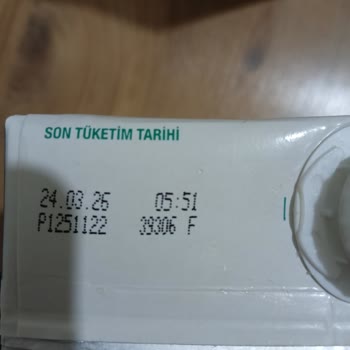 SON TÜKETİM TARİHİ
24.03.26 05:51
P1251122 39306 F